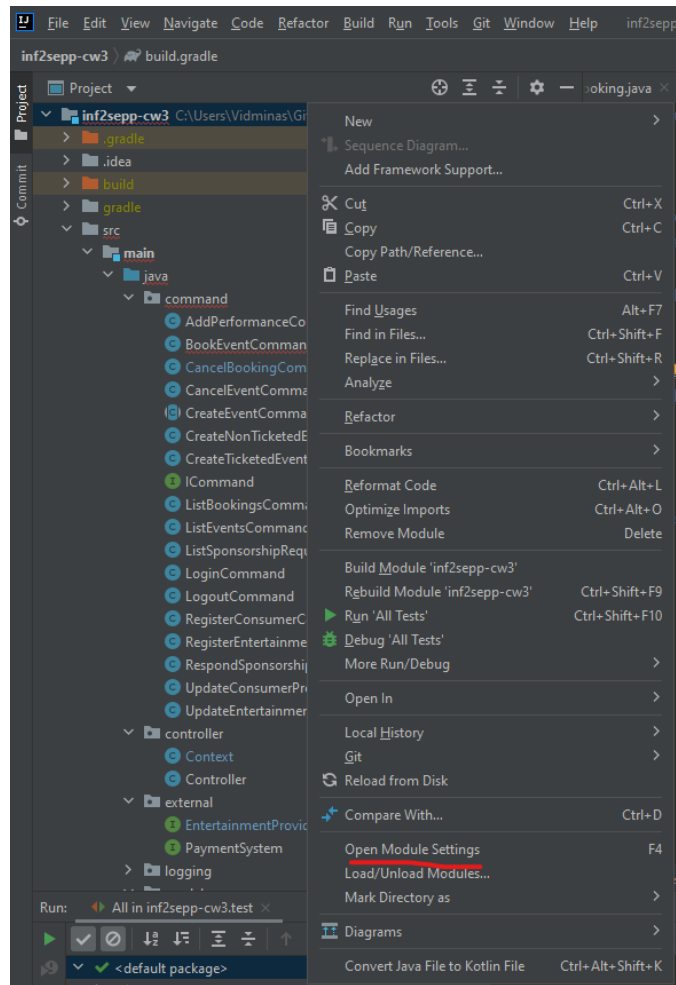 File Edit View Navigate Code Refactor Build Run Tools Git Window Help inf2sepp
inf2sepp-cw3 build.gradle
Project
oking.java
Project
Commit
inf2sepp-cw3 C:\Users\Vidminas\Gi
.gradle
.idea
build
gradle
src
main
java
command
AddPerformanceCo
BookEventComman
CancelBookingCom
CancelEventComma
CreateEventComma
CreateNonTicketedE
CreateTicketedEvent
ICommand
ListBookingsComma
ListEventsCommand
ListSponsorshipRequ
LoginCommand
LogoutCommand
RegisterConsumerC
RegisterEntertainme
RespondSponsorship
UpdateConsumerPro
UpdateEntertainmen
controller
Context
Controller
external
EntertainmentProvid
PaymentSystem
logging
New
Sequence Diagram...
Add Framework Support...
Cut Ctrl+X
Copy Ctrl+C
Copy Path/Reference...
Paste Ctrl+V
Find Usages Alt+F7
Find in Files... Ctrl+Shift+F
Replace in Files... Ctrl+Shift+R
Analyze
Refactor
Bookmarks
Reformat Code Ctrl+Alt+L
Optimize Imports Ctrl+Alt+O
Remove Module Delete
Build Module 'inf2sepp-cw3'
Rebuild Module 'inf2sepp-cw3' Ctrl+Shift+F9
Run 'All Tests' Ctrl+Shift+F10
Debug 'All Tests'
More Run/Debug
Open In
Local History
Git
Reload from Disk
Compare With... Ctrl+D
Open Module Settings F4
Load/Unload Modules...
Mark Directory as
Diagrams
Convert Java File to Kotlin File Ctrl+Alt+Shift+K
Run: All in inf2sepp-cw3.test
<default package>